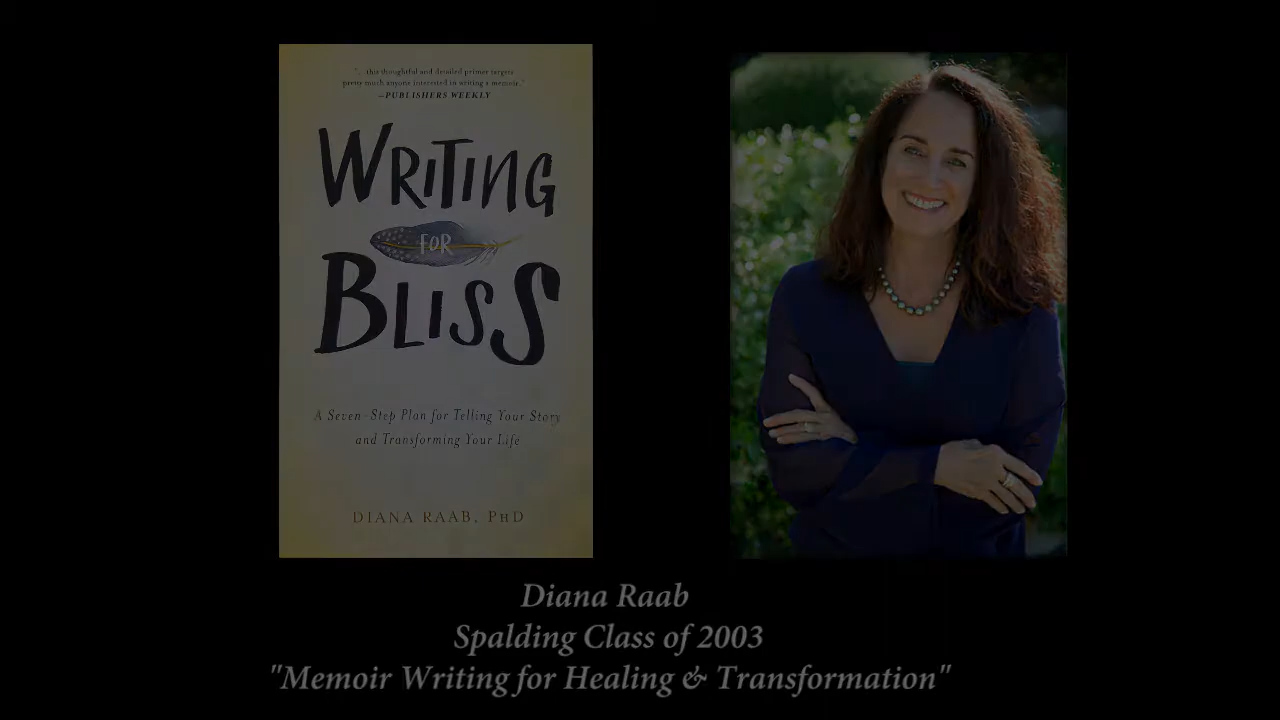 "... this thoughtful and detailed primer targets
pretty much anyone interested in writing a memoir."
—PUBLISHERS WEEKLY
WRITING
FOR
BLISS
A Seven-Step Plan for Telling Your Story
and Transforming Your Life
DIANA RAAB, PHD
Diana Raab
Spalding Class of 2003
"Memoir Writing for Healing & Transformation"